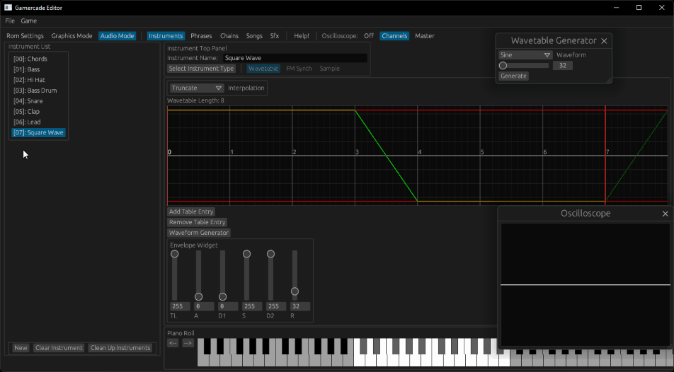 Gamercade Editor
File Game
Rom Settings Graphics Mode Audio Mode Instruments Phrases Chains Songs Sfx Help! Oscilloscope: Off Channels Master
Instrument List
[00]: Chords
[01]: Bass
[02]: Hi Hat
[03]: Bass Drum
[04]: Snare
[05]: Clap
[06]: Lead
[07]: Square Wave
New Clear Instrument Clean Up Instruments
Instrument Top Panel
Instrument Name: Square Wave
Select Instrument Type Wavetable FM Synth Sample
Truncate Interpolation
Wavetable Length: 8
0 1 2 3 4 5 6 7
Add Table Entry
Remove Table Entry
Waveform Generator
Envelope Widget
255 0 0 255 255 32
TL A D1 S D2 R
Piano Roll
<-- -->
Wavetable Generator
Sine Waveform
32
Generate
Oscilloscope